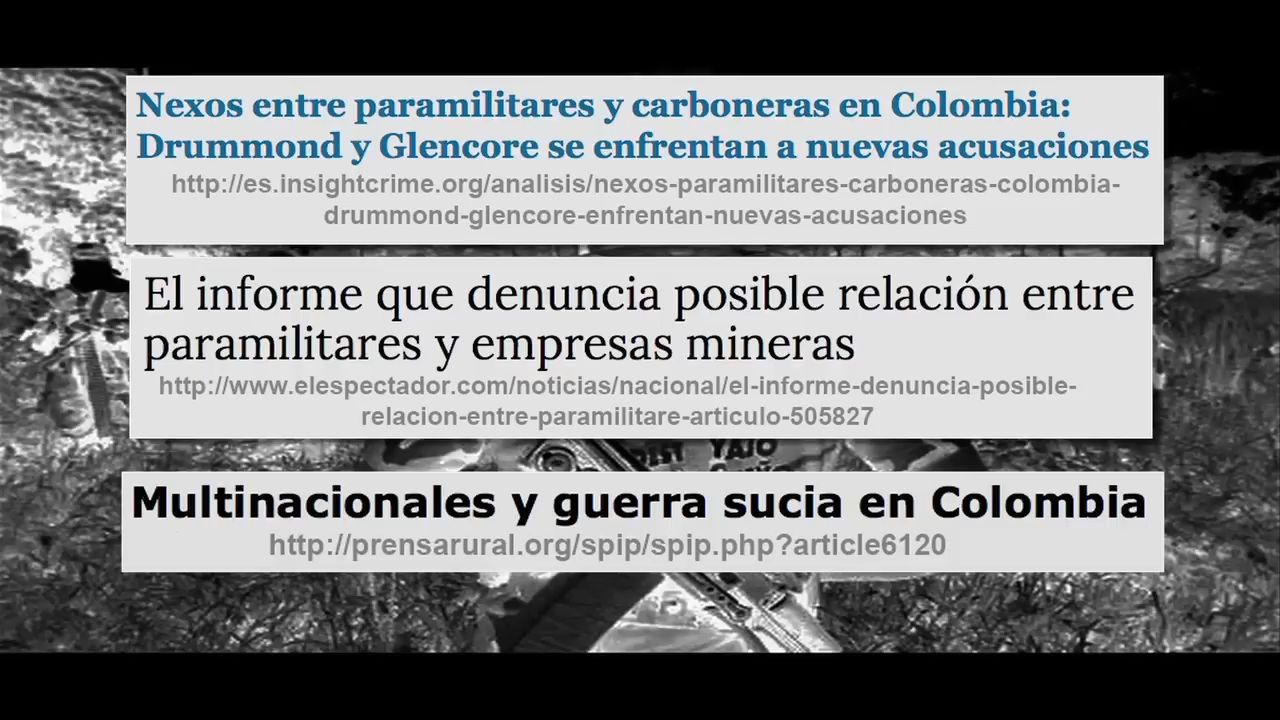 Nexos entre paramilitares y carboneras en Colombia:
Drummond y Glencore se enfrentan a nuevas acusaciones
http://es.insightcrime.org/analisis/nexos-paramilitares-carboneras-colombia-
drummond-glencore-enfrentan-nuevas-acusaciones
El informe que denuncia posible relación entre
paramilitares y empresas mineras
http://www.elespectador.com/noticias/nacional/el-informe-denuncia-posible-
relacion-entre-paramilitare-articulo-505827
Multinacionales y guerra sucia en Colombia
http://prensarural.org/spip/spip.php?article6120